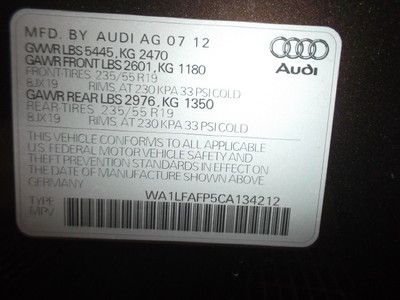 MFD. BY AUDI AG 07 12
GVWR LBS 5445, KG 2470
GAWR FRONT LBS 2601, KG 1180
FRONT-TIRES 235/55 R19
8JX19 RIMS AT 230 KPA 33 PSI COLD
GAWR REAR LBS 2976, KG 1350
REAR-TIRES 235/55 R19
8JX19 RIMS AT 230 KPA 33 PSI COLD
THIS VEHICLE CONFORMS TO ALL APPLICABLE
U.S. FEDERAL MOTOR VEHICLE SAFETY AND
THEFT PREVENTION STANDARDS IN EFFECT ON
THE DATE OF MANUFACTURE SHOWN ABOVE
GERMANY
WA1LFAFP5CA134212
TYPE
MPV
Audi